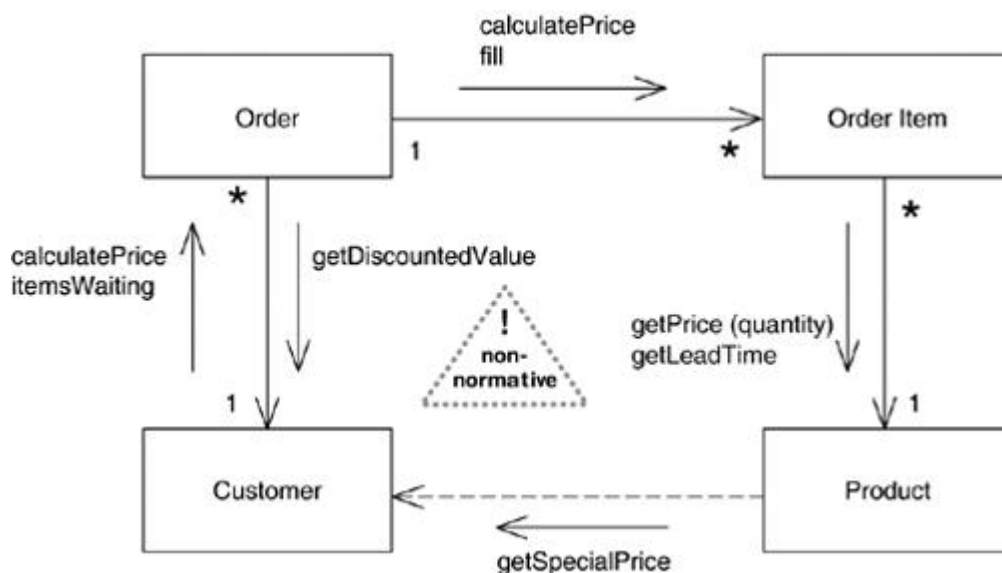 calculatePrice
fill
Order
Order Item
1
*
*
*
calculatePrice
itemsWaiting
getDiscountedValue
!
non-
normative
getPrice (quantity)
getLeadTime
1
1
Customer
Product
getSpecialPrice